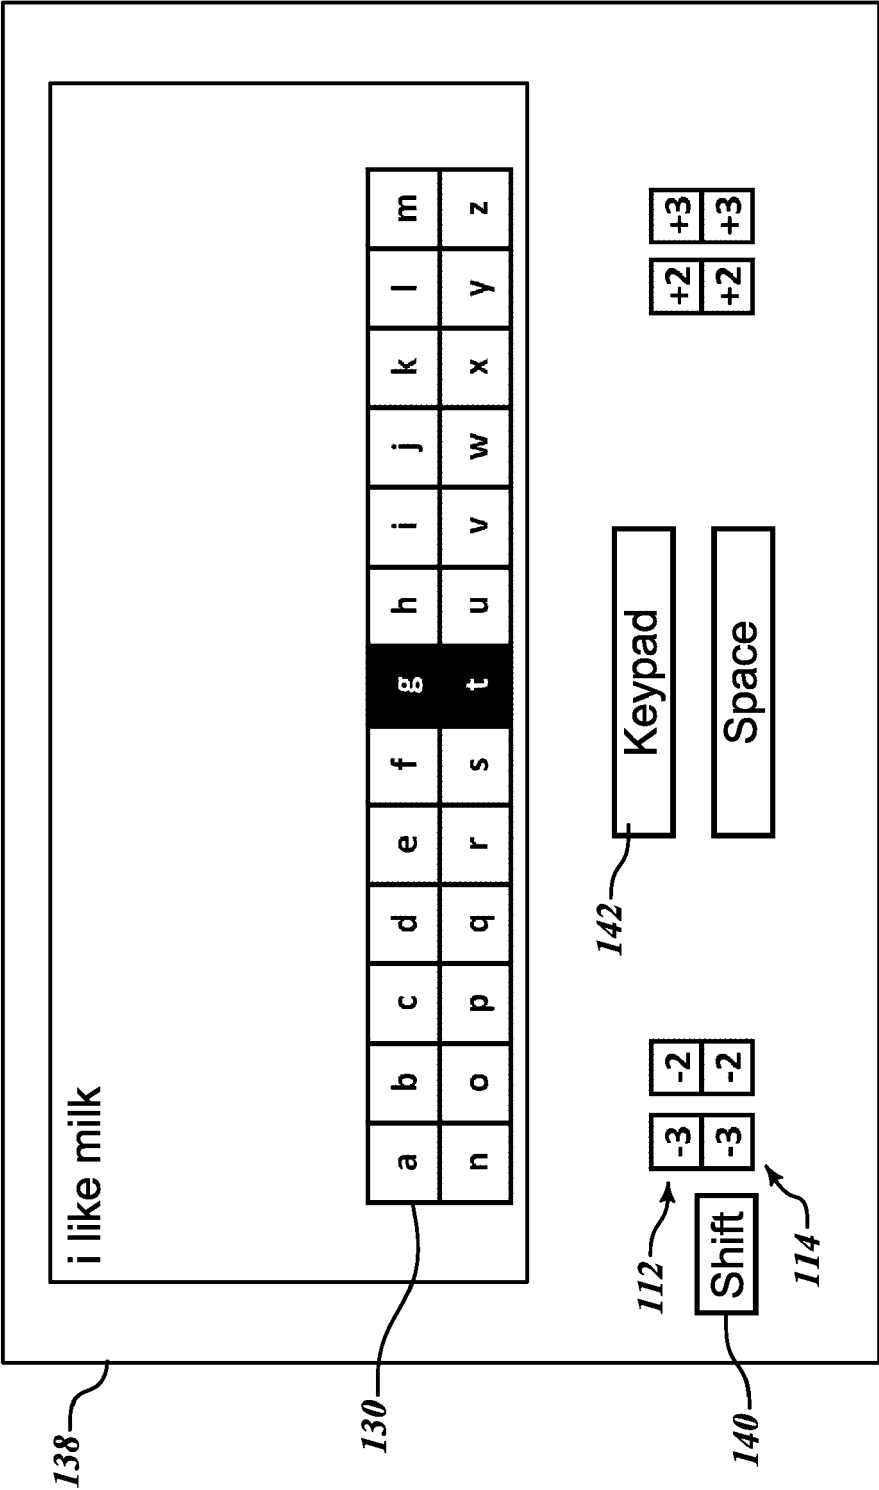 138
i like milk
130
a b c d e f g h i j k l m
n o p q r s t u v w x y z
142
Keypad
112
-3 -2 +2 +3
-3 -2 +2 +3
Shift
Space
114
140